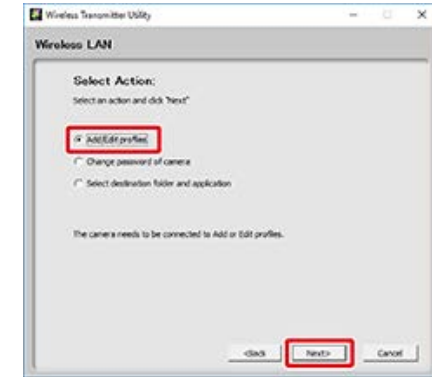 Wireless Transmitter Utility
Wireless LAN
Select Action:
Select an action and click "Next"
Add/Edit profiles
Change password of camera
Select destination folder and application
The camera needs to be connected to Add or Edit profiles.
<Back Next> Cancel